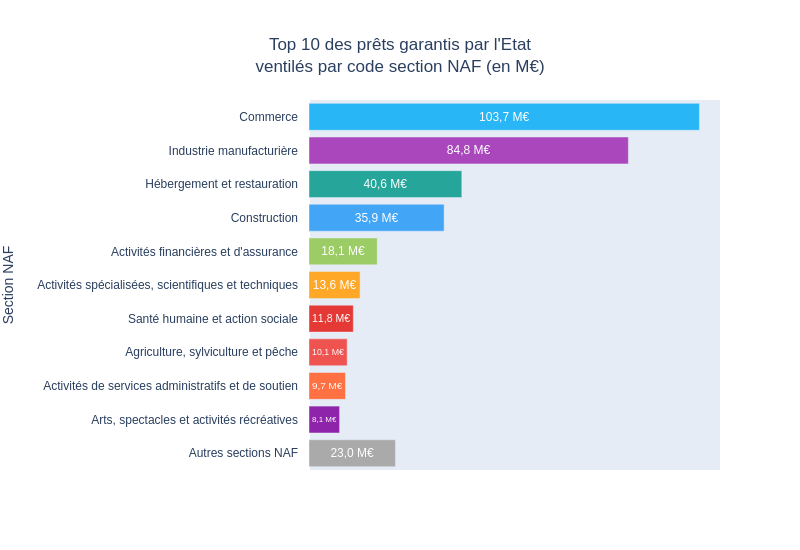 Top 10 des prêts garantis par l'Etat
ventilés par code section NAF (en M€)
Section NAF
Commerce 103,7 M€
Industrie manufacturière 84,8 M€
Hébergement et restauration 40,6 M€
Construction 35,9 M€
Activités financières et d'assurance 18,1 M€
Activités spécialisées, scientifiques et techniques 13,6 M€
Santé humaine et action sociale 11,8 M€
Agriculture, sylviculture et pêche 10,1 M€
Activités de services administratifs et de soutien 9,7 M€
Arts, spectacles et activités récréatives 8,1 M€
Autres sections NAF 23,0 M€